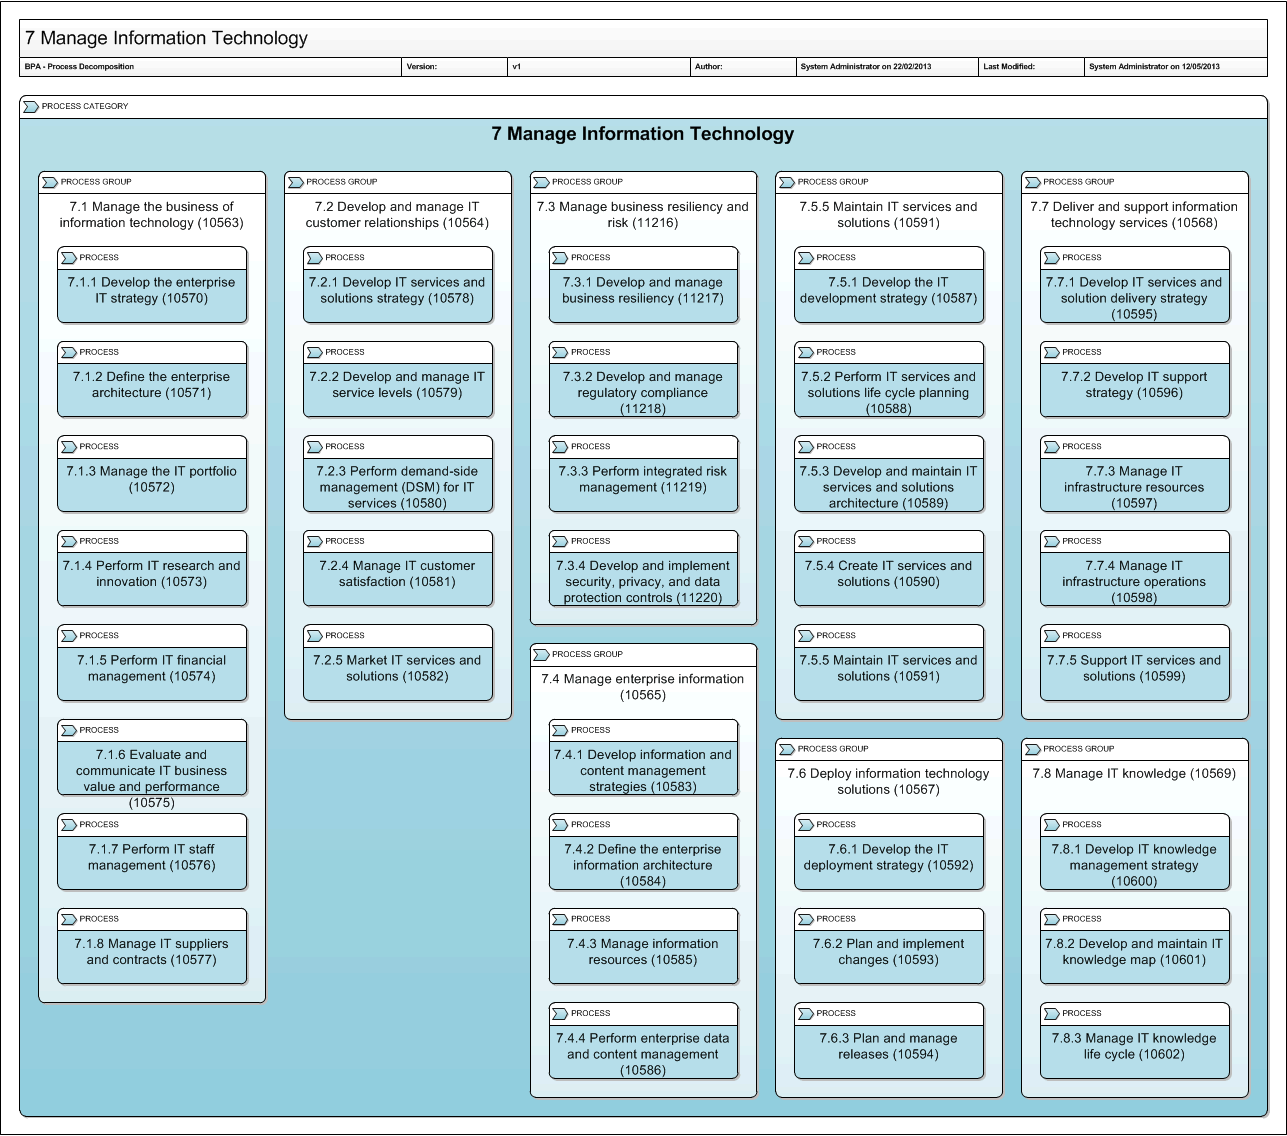 7 Manage Information Technology
BPA - Process Decomposition
Version:
v1
Author:
System Administrator on 22/02/2013
Last Modified:
System Administrator on 12/05/2013
PROCESS CATEGORY
7 Manage Information Technology
PROCESS GROUP
7.1 Manage the business of
information technology (10563)
PROCESS
7.1.1 Develop the enterprise
IT strategy (10570)
PROCESS
7.1.2 Define the enterprise
architecture (10571)
PROCESS
7.1.3 Manage the IT portfolio
(10572)
PROCESS
7.1.4 Perform IT research and
innovation (10573)
PROCESS
7.1.5 Perform IT financial
management (10574)
PROCESS
7.1.6 Evaluate and
communicate IT business
value and performance
(10575)
PROCESS
7.1.7 Perform IT staff
management (10576)
PROCESS
7.1.8 Manage IT suppliers
and contracts (10577)
PROCESS GROUP
7.2 Develop and manage IT
customer relationships (10564)
PROCESS
7.2.1 Develop IT services and
solutions strategy (10578)
PROCESS
7.2.2 Develop and manage IT
service levels (10579)
PROCESS
7.2.3 Perform demand-side
management (DSM) for IT
services (10580)
PROCESS
7.2.4 Manage IT customer
satisfaction (10581)
PROCESS
7.2.5 Market IT services and
solutions (10582)
PROCESS GROUP
7.3 Manage business resiliency and
risk (11216)
PROCESS
7.3.1 Develop and manage
business resiliency (11217)
PROCESS
7.3.2 Develop and manage
regulatory compliance
(11218)
PROCESS
7.3.3 Perform integrated risk
management (11219)
PROCESS
7.3.4 Develop and implement
security, privacy, and data
protection controls (11220)
PROCESS GROUP
7.4 Manage enterprise information
(10565)
PROCESS
7.4.1 Develop information and
content management
strategies (10583)
PROCESS
7.4.2 Define the enterprise
information architecture
(10584)
PROCESS
7.4.3 Manage information
resources (10585)
PROCESS
7.4.4 Perform enterprise data
and content management
(10586)
PROCESS GROUP
7.5.5 Maintain IT services and
solutions (10591)
PROCESS
7.5.1 Develop the IT
development strategy (10587)
PROCESS
7.5.2 Perform IT services and
solutions life cycle planning
(10588)
PROCESS
7.5.3 Develop and maintain IT
services and solutions
architecture (10589)
PROCESS
7.5.4 Create IT services and
solutions (10590)
PROCESS
7.5.5 Maintain IT services and
solutions (10591)
PROCESS GROUP
7.6 Deploy information technology
solutions (10567)
PROCESS
7.6.1 Develop the IT
deployment strategy (10592)
PROCESS
7.6.2 Plan and implement
changes (10593)
PROCESS
7.6.3 Plan and manage
releases (10594)
PROCESS GROUP
7.7 Deliver and support information
technology services (10568)
PROCESS
7.7.1 Develop IT services and
solution delivery strategy
(10595)
PROCESS
7.7.2 Develop IT support
strategy (10596)
PROCESS
7.7.3 Manage IT
infrastructure resources
(10597)
PROCESS
7.7.4 Manage IT
infrastructure operations
(10598)
PROCESS
7.7.5 Support IT services and
solutions (10599)
PROCESS GROUP
7.8 Manage IT knowledge (10569)
PROCESS
7.8.1 Develop IT knowledge
management strategy
(10600)
PROCESS
7.8.2 Develop and maintain IT
knowledge map (10601)
PROCESS
7.8.3 Manage IT knowledge
life cycle (10602)